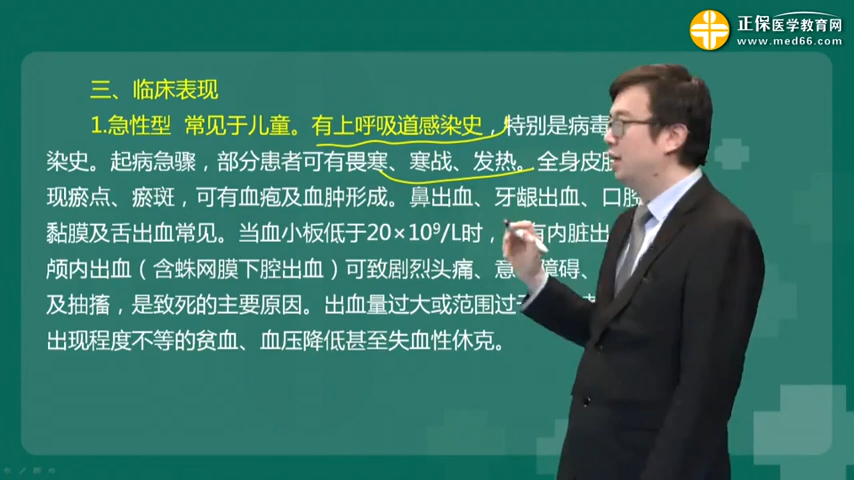 正保医学教育网
www.med66.com
三、临床表现
1.急性型 常见于儿童。有上呼吸道感染史，特别是病毒
染史。起病急骤，部分患者可有畏寒、寒战、发热。全身皮肤
现瘀点、瘀斑，可有血疱及血肿形成。鼻出血、牙龈出血、口腔
黏膜及舌出血常见。当血小板低于20×10⁹/L时，有内脏出
颅内出血（含蛛网膜下腔出血）可致剧烈头痛、意 障碍、
及抽搐，是致死的主要原因。出血量过大或范围过
出现程度不等的贫血、血压降低甚至失血性休克。